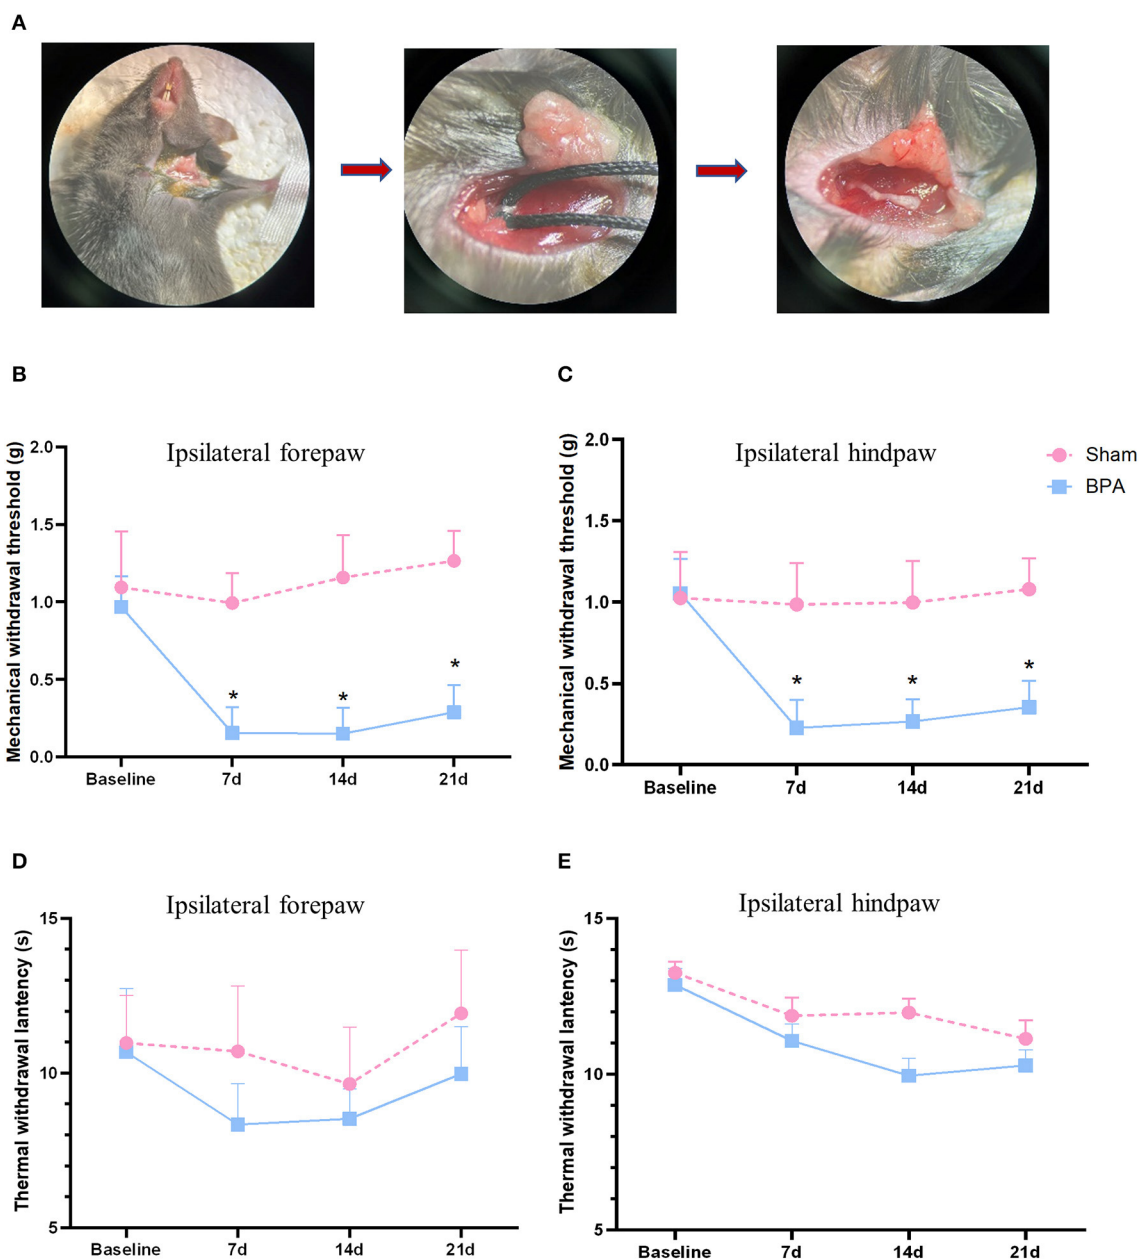 A
B
C
Ipsilateral forepaw
Mechanical withdrawal threshold (g)
2.0
1.5
1.0
0.5
0.0
*
*
*
Baseline
7d
14d
21d
Ipsilateral hindpaw
Mechanical withdrawal threshold (g)
2.0
1.5
1.0
0.5
0.0
*
*
*
Baseline
7d
14d
21d
Sham
BPA
D
E
Ipsilateral forepaw
Thermal withdrawal lantency (s)
15
10
5
Baseline
7d
14d
21d
Ipsilateral hindpaw
Thermal withdrawal lantency (s)
15
10
5
Baseline
7d
14d
21d